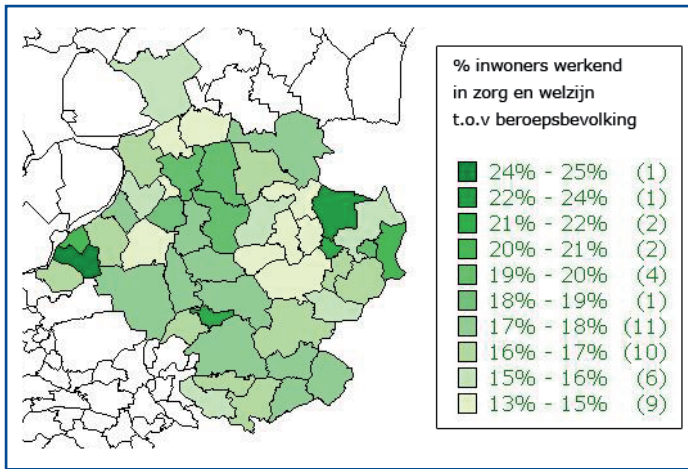 % inwoners werkend
in zorg en welzijn
t.o.v beroepsbevolking
24% - 25% (1)
22% - 24% (1)
21% - 22% (2)
20% - 21% (2)
19% - 20% (4)
18% - 19% (1)
17% - 18% (11)
16% - 17% (10)
15% - 16% (6)
13% - 15% (9)